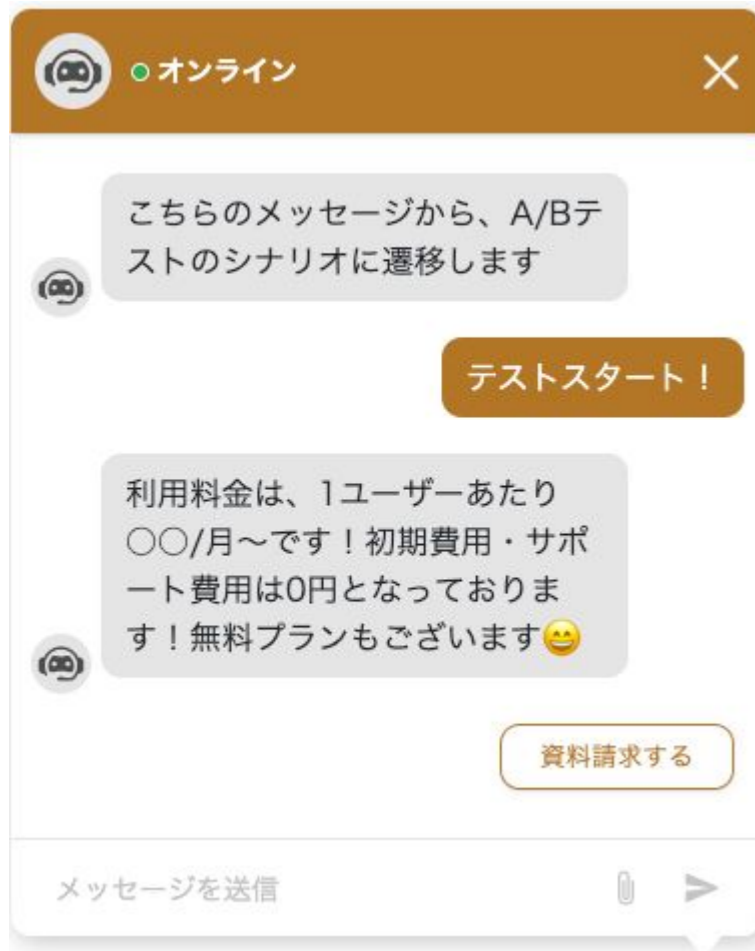 オンライン
こちらのメッセージから、A/Bテ
ストのシナリオに遷移します
テストスタート！
利用料金は、1ユーザーあたり
○○/月〜です！初期費用・サポ
ート費用は0円となっておりま
す！無料プランもございます😄
資料請求する
メッセージを送信